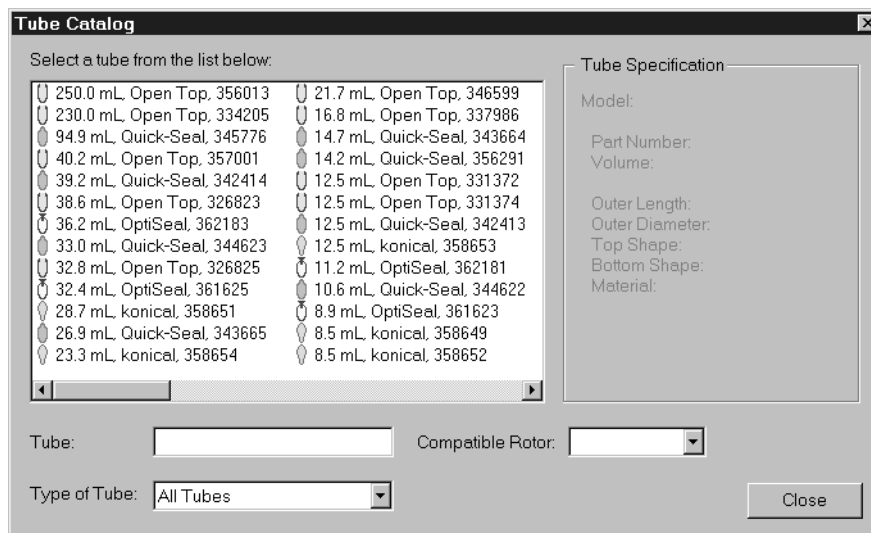 Tube Catalog
Select a tube from the list below:
250.0 mL, Open Top, 356013
230.0 mL, Open Top, 334205
94.9 mL, Quick-Seal, 345776
40.2 mL, Open Top, 357001
39.2 mL, Quick-Seal, 342414
38.6 mL, Open Top, 326823
36.2 mL, OptiSeal, 362183
33.0 mL, Quick-Seal, 344623
32.8 mL, Open Top, 326825
32.4 mL, OptiSeal, 361625
28.7 mL, konical, 358651
26.9 mL, Quick-Seal, 343665
23.3 mL, konical, 358654
21.7 mL, Open Top, 346599
16.8 mL, Open Top, 337986
14.7 mL, Quick-Seal, 343664
14.2 mL, Quick-Seal, 356291
12.5 mL, Open Top, 331372
12.5 mL, Open Top, 331374
12.5 mL, Quick-Seal, 342413
12.5 mL, konical, 358653
11.2 mL, OptiSeal, 362181
10.6 mL, Quick-Seal, 344622
8.9 mL, OptiSeal, 361623
8.5 mL, konical, 358649
8.5 mL, konical, 358652
Tube Specification
Model:
Part Number:
Volume:
Outer Length:
Outer Diameter:
Top Shape:
Bottom Shape:
Material:
Tube:
Compatible Rotor:
Type of Tube: All Tubes
Close